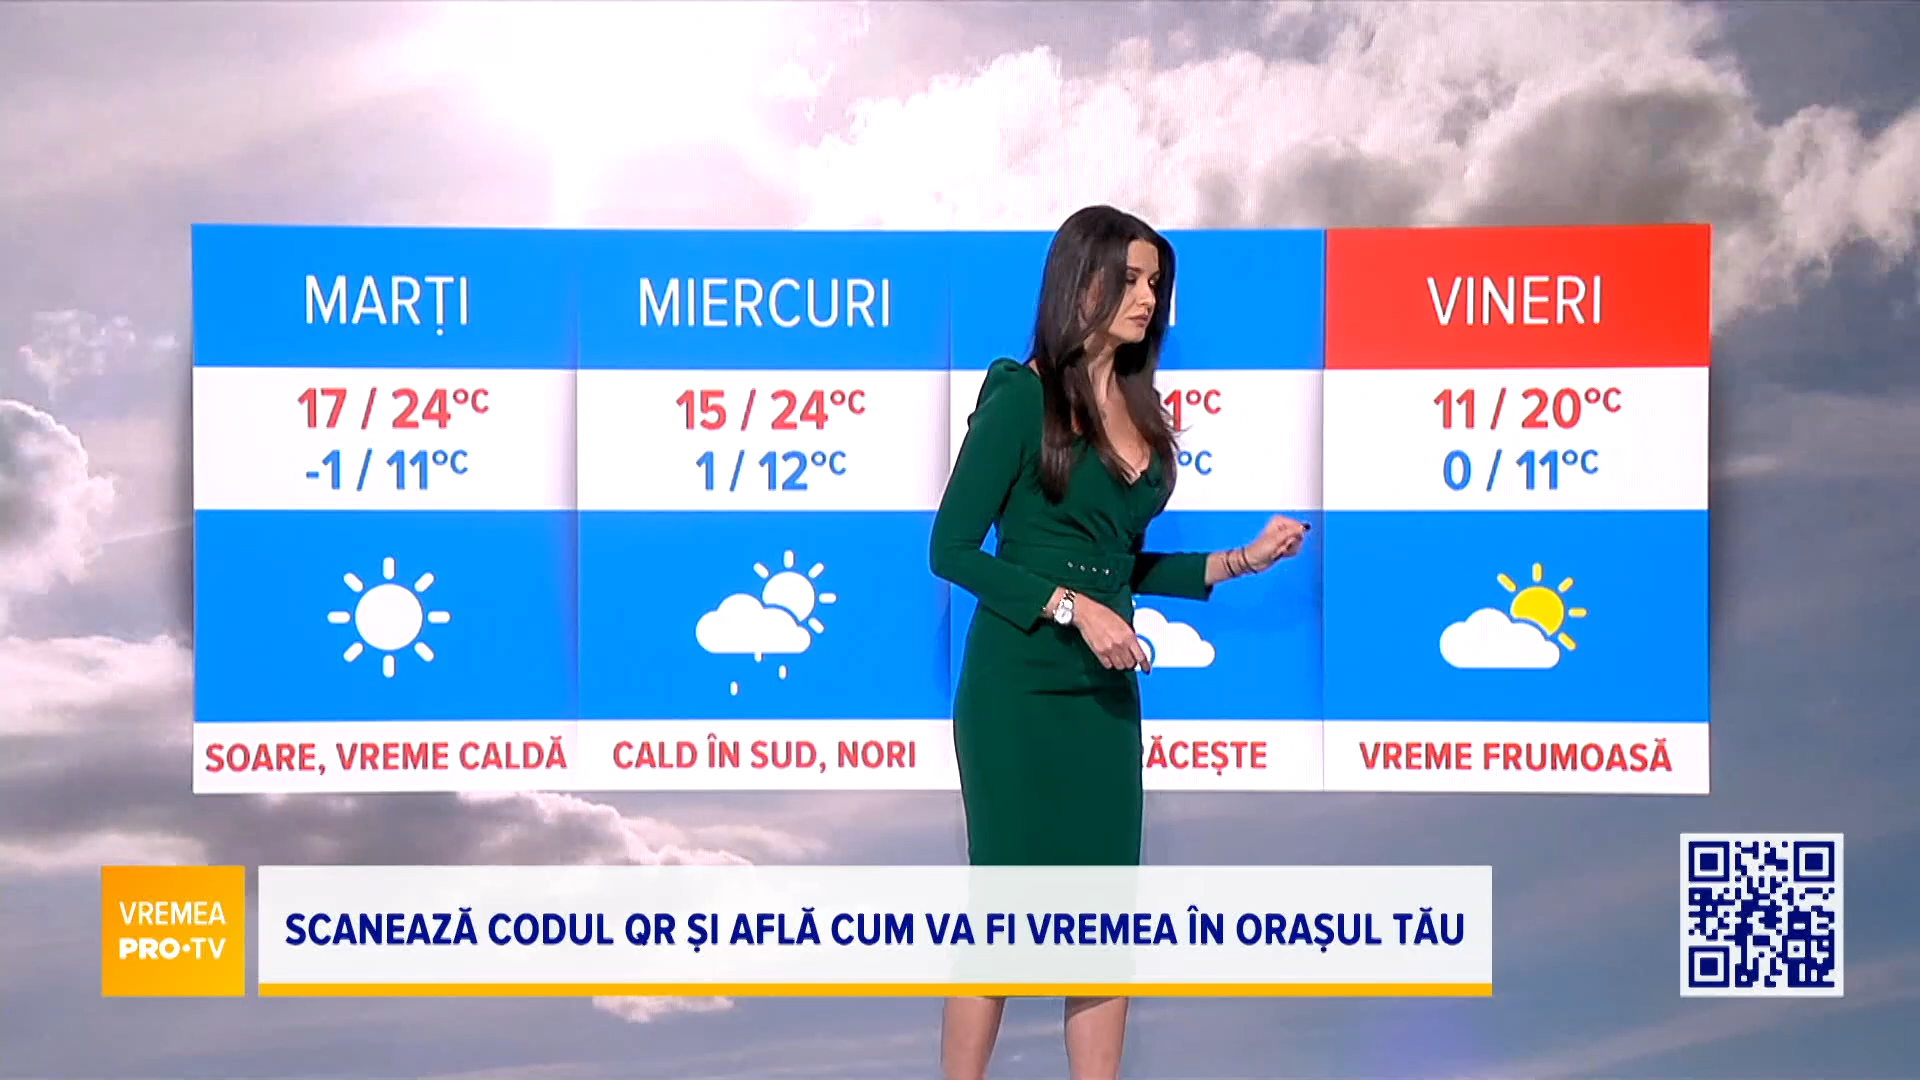 MARȚI
MIERCURI
VINERI
17 / 24°C
15 / 24°C
1°C
11 / 20°C
-1 / 11°C
1 / 12°C
°C
0 / 11°C
SOARE, VREME CALDĂ
CALD ÎN SUD, NORI
VREME FRUMOASĂ
VREMEA
PRO•TV
SCANEAZĂ CODUL QR ȘI AFLĂ CUM VA FI VREMEA ÎN ORAȘUL TĂU